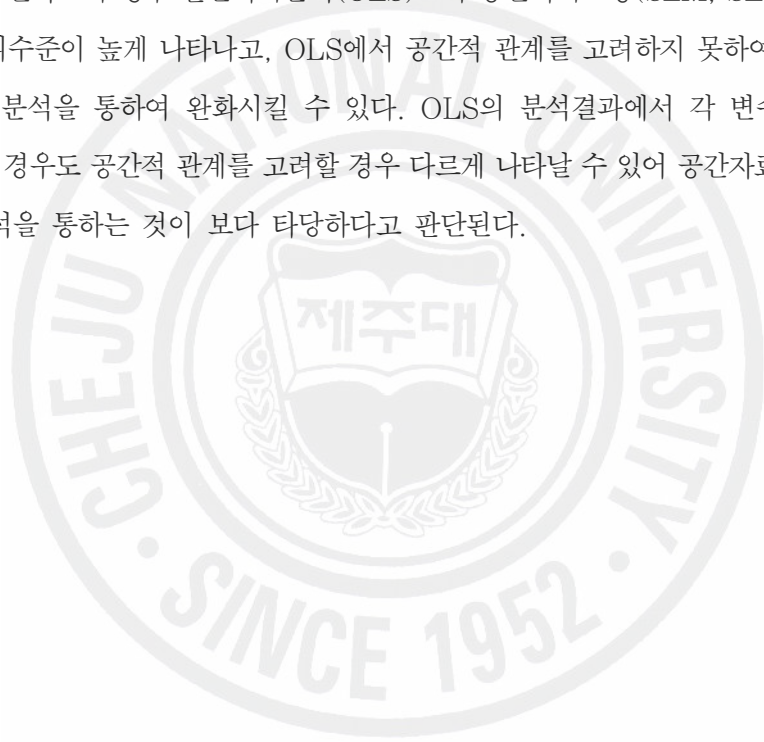 수준이 높게 나타나고, OLS에서 공간적 관계를 고려하지 못하여
분석을 통하여 완화시킬 수 있다. OLS의 분석결과에서 각 변수
경우도 공간적 관계를 고려할 경우 다르게 나타날 수 있어 공간자료
을 통하는 것이 보다 타당하다고 판단된다.
CHEJU NATIONAL UNIVERSITY
제주대
SINCE 1952